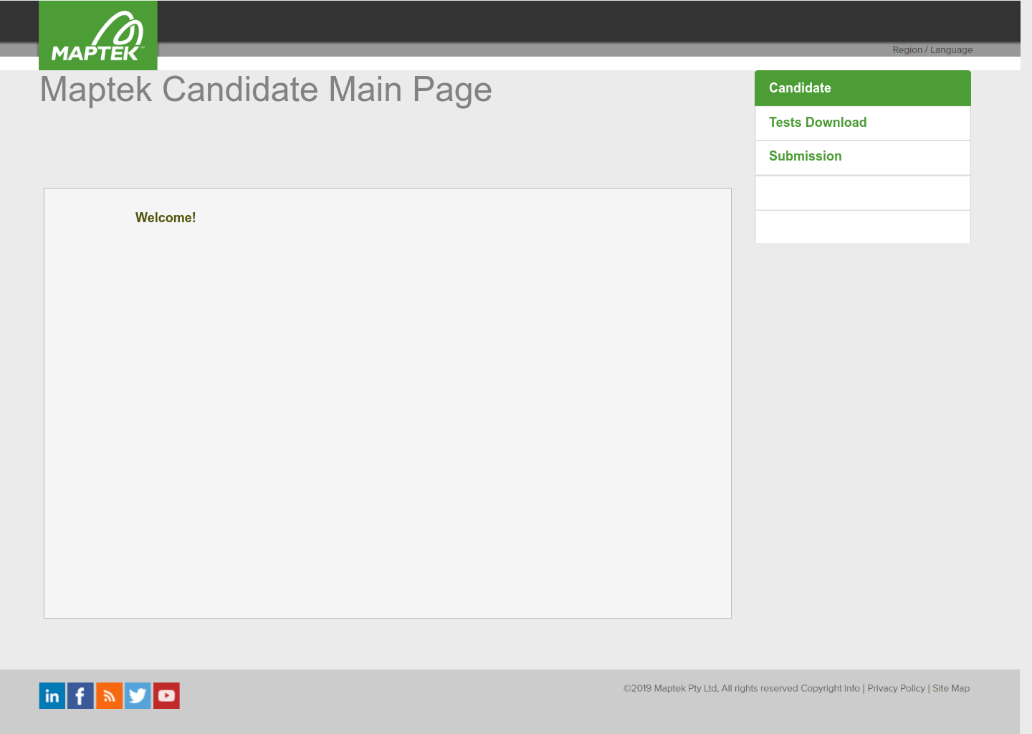 MAPTEK™
Region / Language
Maptek Candidate Main Page
Candidate
Tests Download
Submission
Welcome!
in f
©2019 Maptek Pty Ltd, All rights reserved Copyright Info | Privacy Policy | Site Map